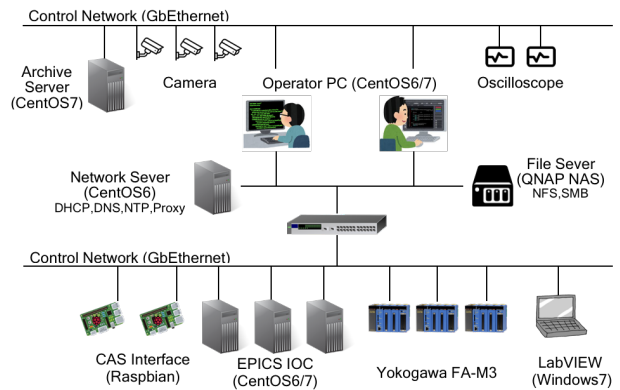 Control Network (GbEthernet)
Archive
Server
(CentOS7)
Camera
Operator PC (CentOS6/7)
Oscilloscope
Network Sever
(CentOS6)
DHCP,DNS,NTP,Proxy
File Sever
(QNAP NAS)
NFS,SMB
Control Network (GbEthernet)
CAS Interface
(Raspbian)
EPICS IOC
(CentOS6/7)
Yokogawa FA-M3
LabVIEW
(Windows7)